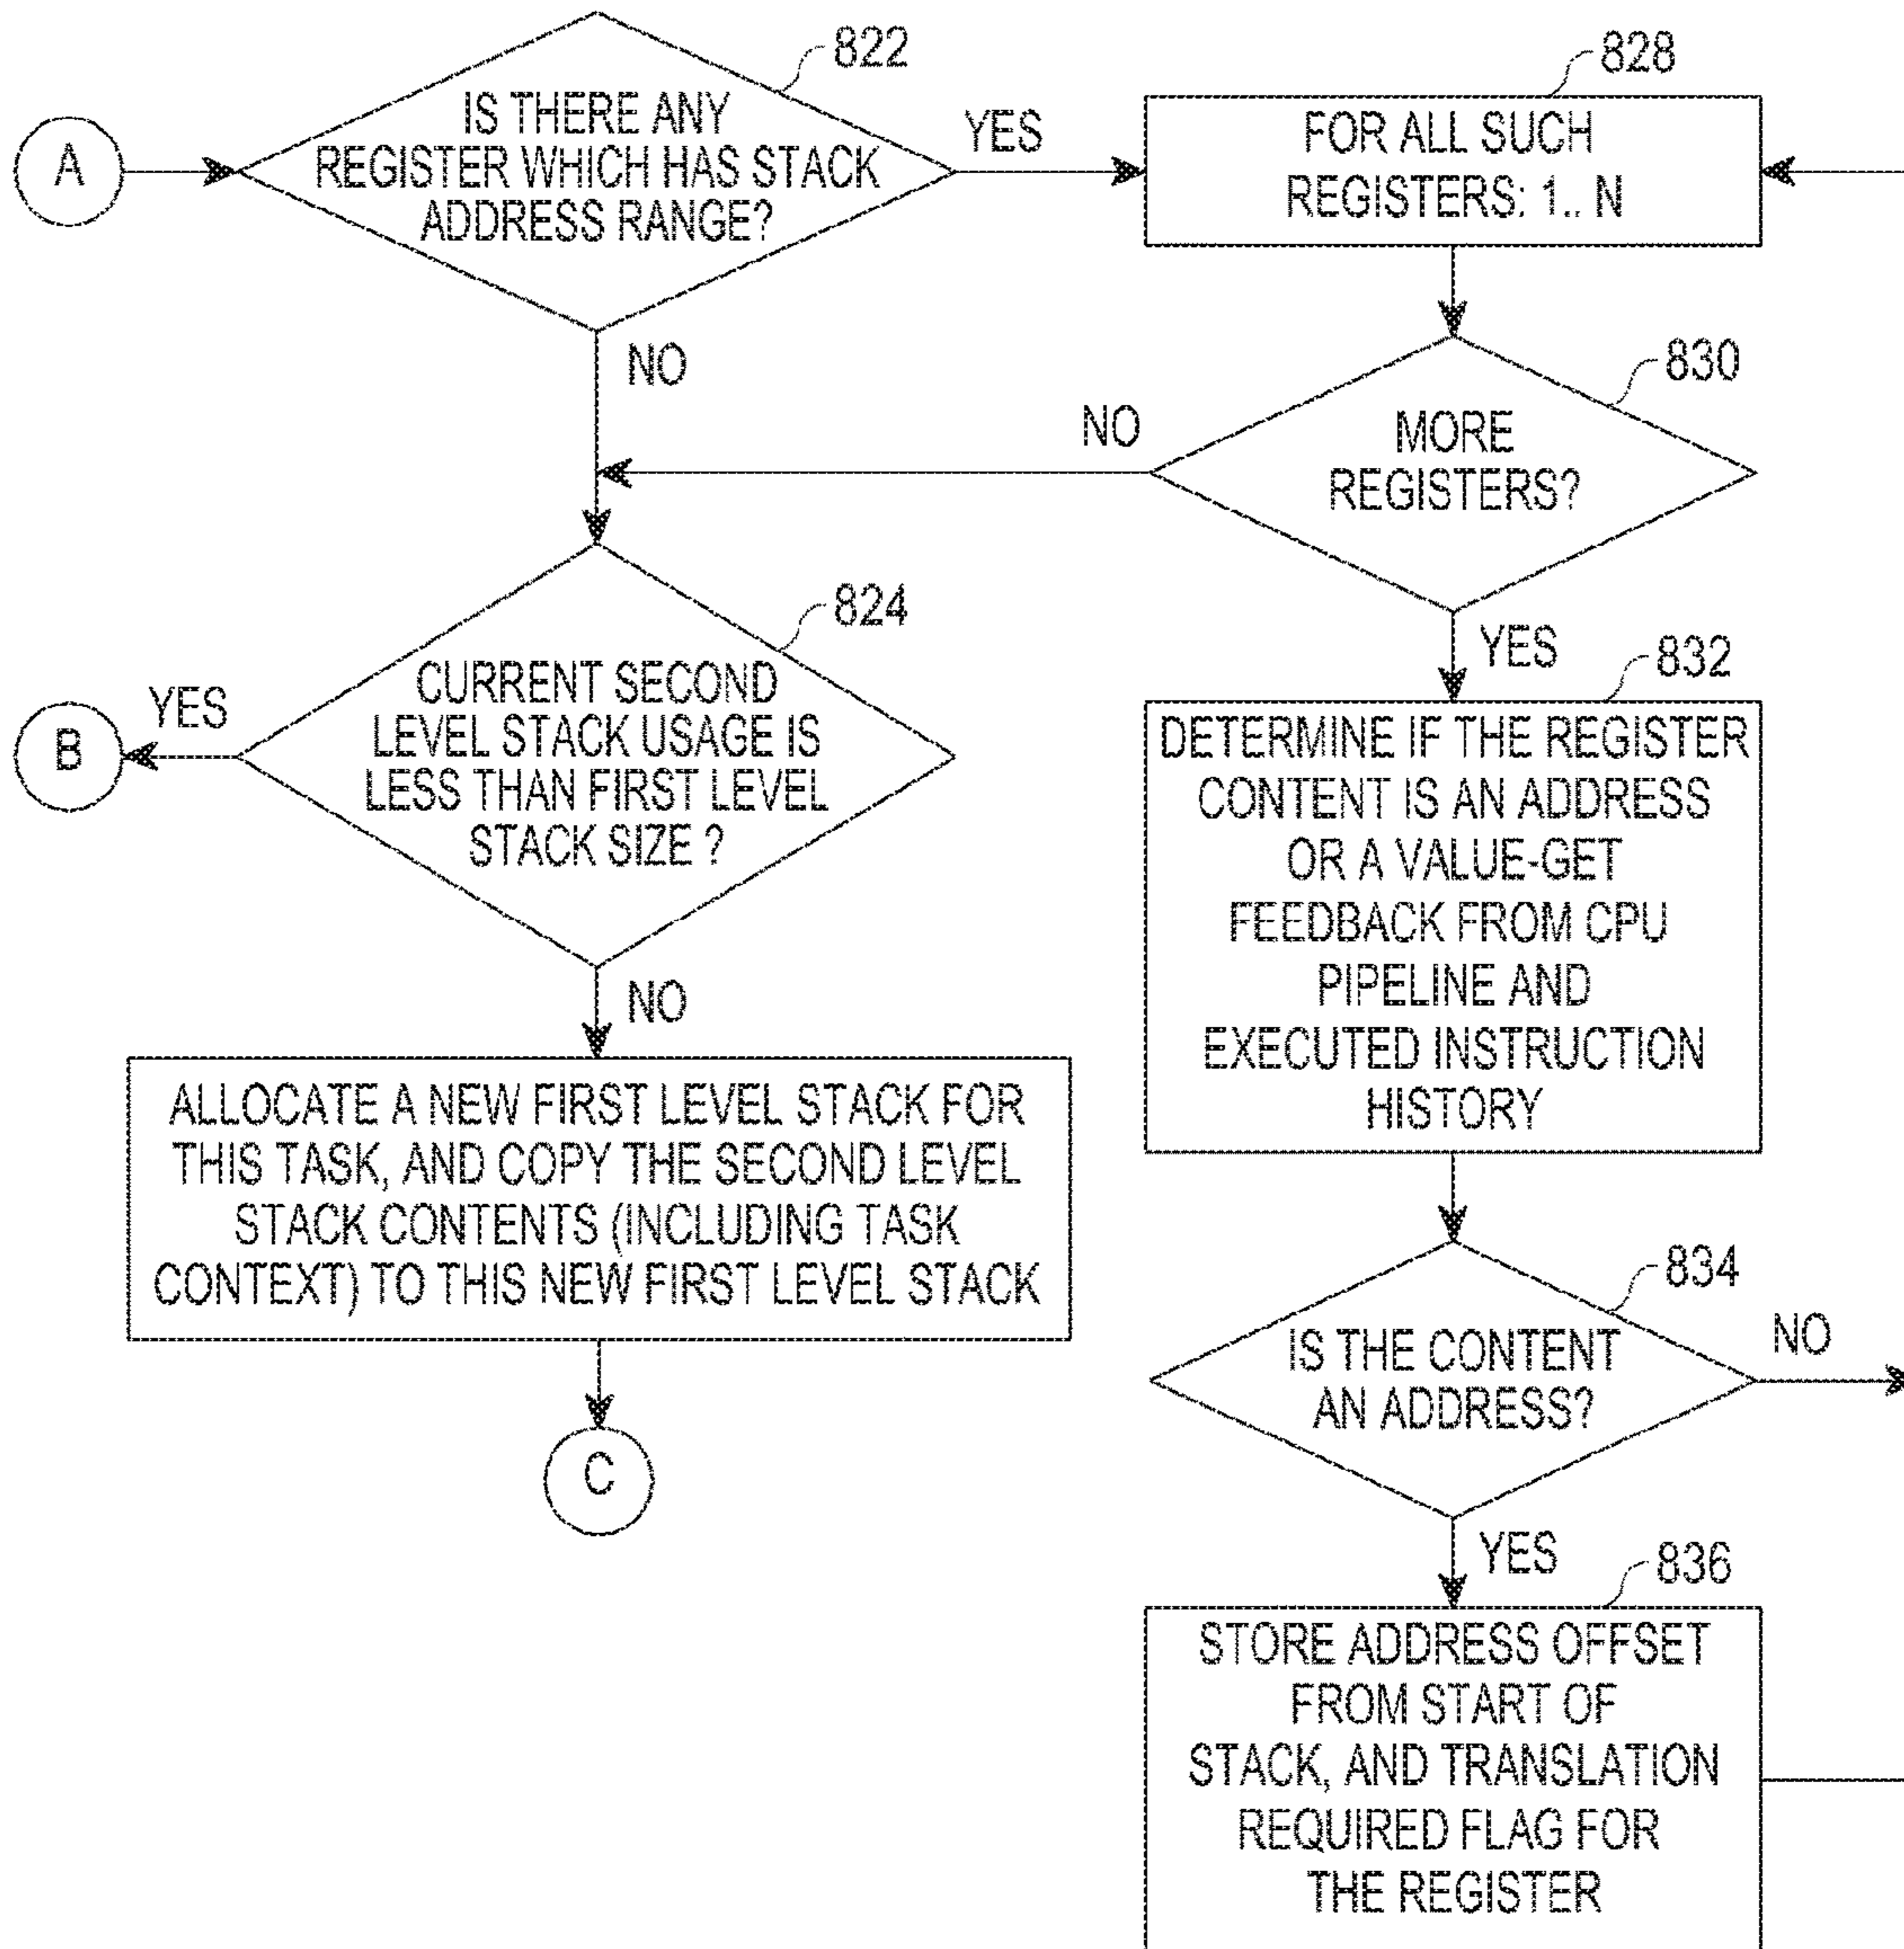 A
822
IS THERE ANY
REGISTER WHICH HAS STACK
ADDRESS RANGE?
YES
NO
828
FOR ALL SUCH
REGISTERS: 1.. N
830
MORE
REGISTERS?
NO
YES
824
CURRENT SECOND
LEVEL STACK USAGE IS
LESS THAN FIRST LEVEL
STACK SIZE ?
YES
B
NO
ALLOCATE A NEW FIRST LEVEL STACK FOR
THIS TASK, AND COPY THE SECOND LEVEL
STACK CONTENTS (INCLUDING TASK
CONTEXT) TO THIS NEW FIRST LEVEL STACK
C
832
DETERMINE IF THE REGISTER
CONTENT IS AN ADDRESS
OR A VALUE-GET
FEEDBACK FROM CPU
PIPELINE AND
EXECUTED INSTRUCTION
HISTORY
834
IS THE CONTENT
AN ADDRESS?
NO
YES
836
STORE ADDRESS OFFSET
FROM START OF
STACK, AND TRANSLATION
REQUIRED FLAG FOR
THE REGISTER